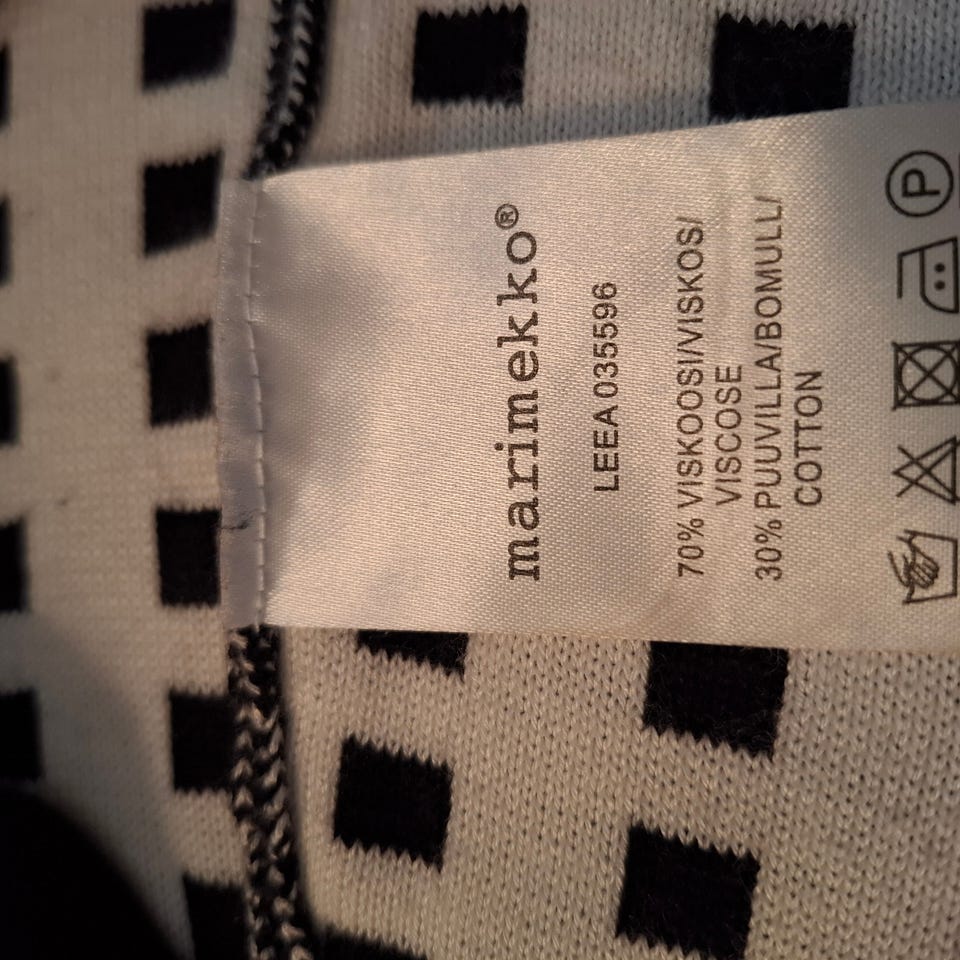 marimekko®
LEEA 035596
70% VISKOOSI/VISKOS/
VISCOSE
30% PUUVILLA/BOMULL/
COTTON
P